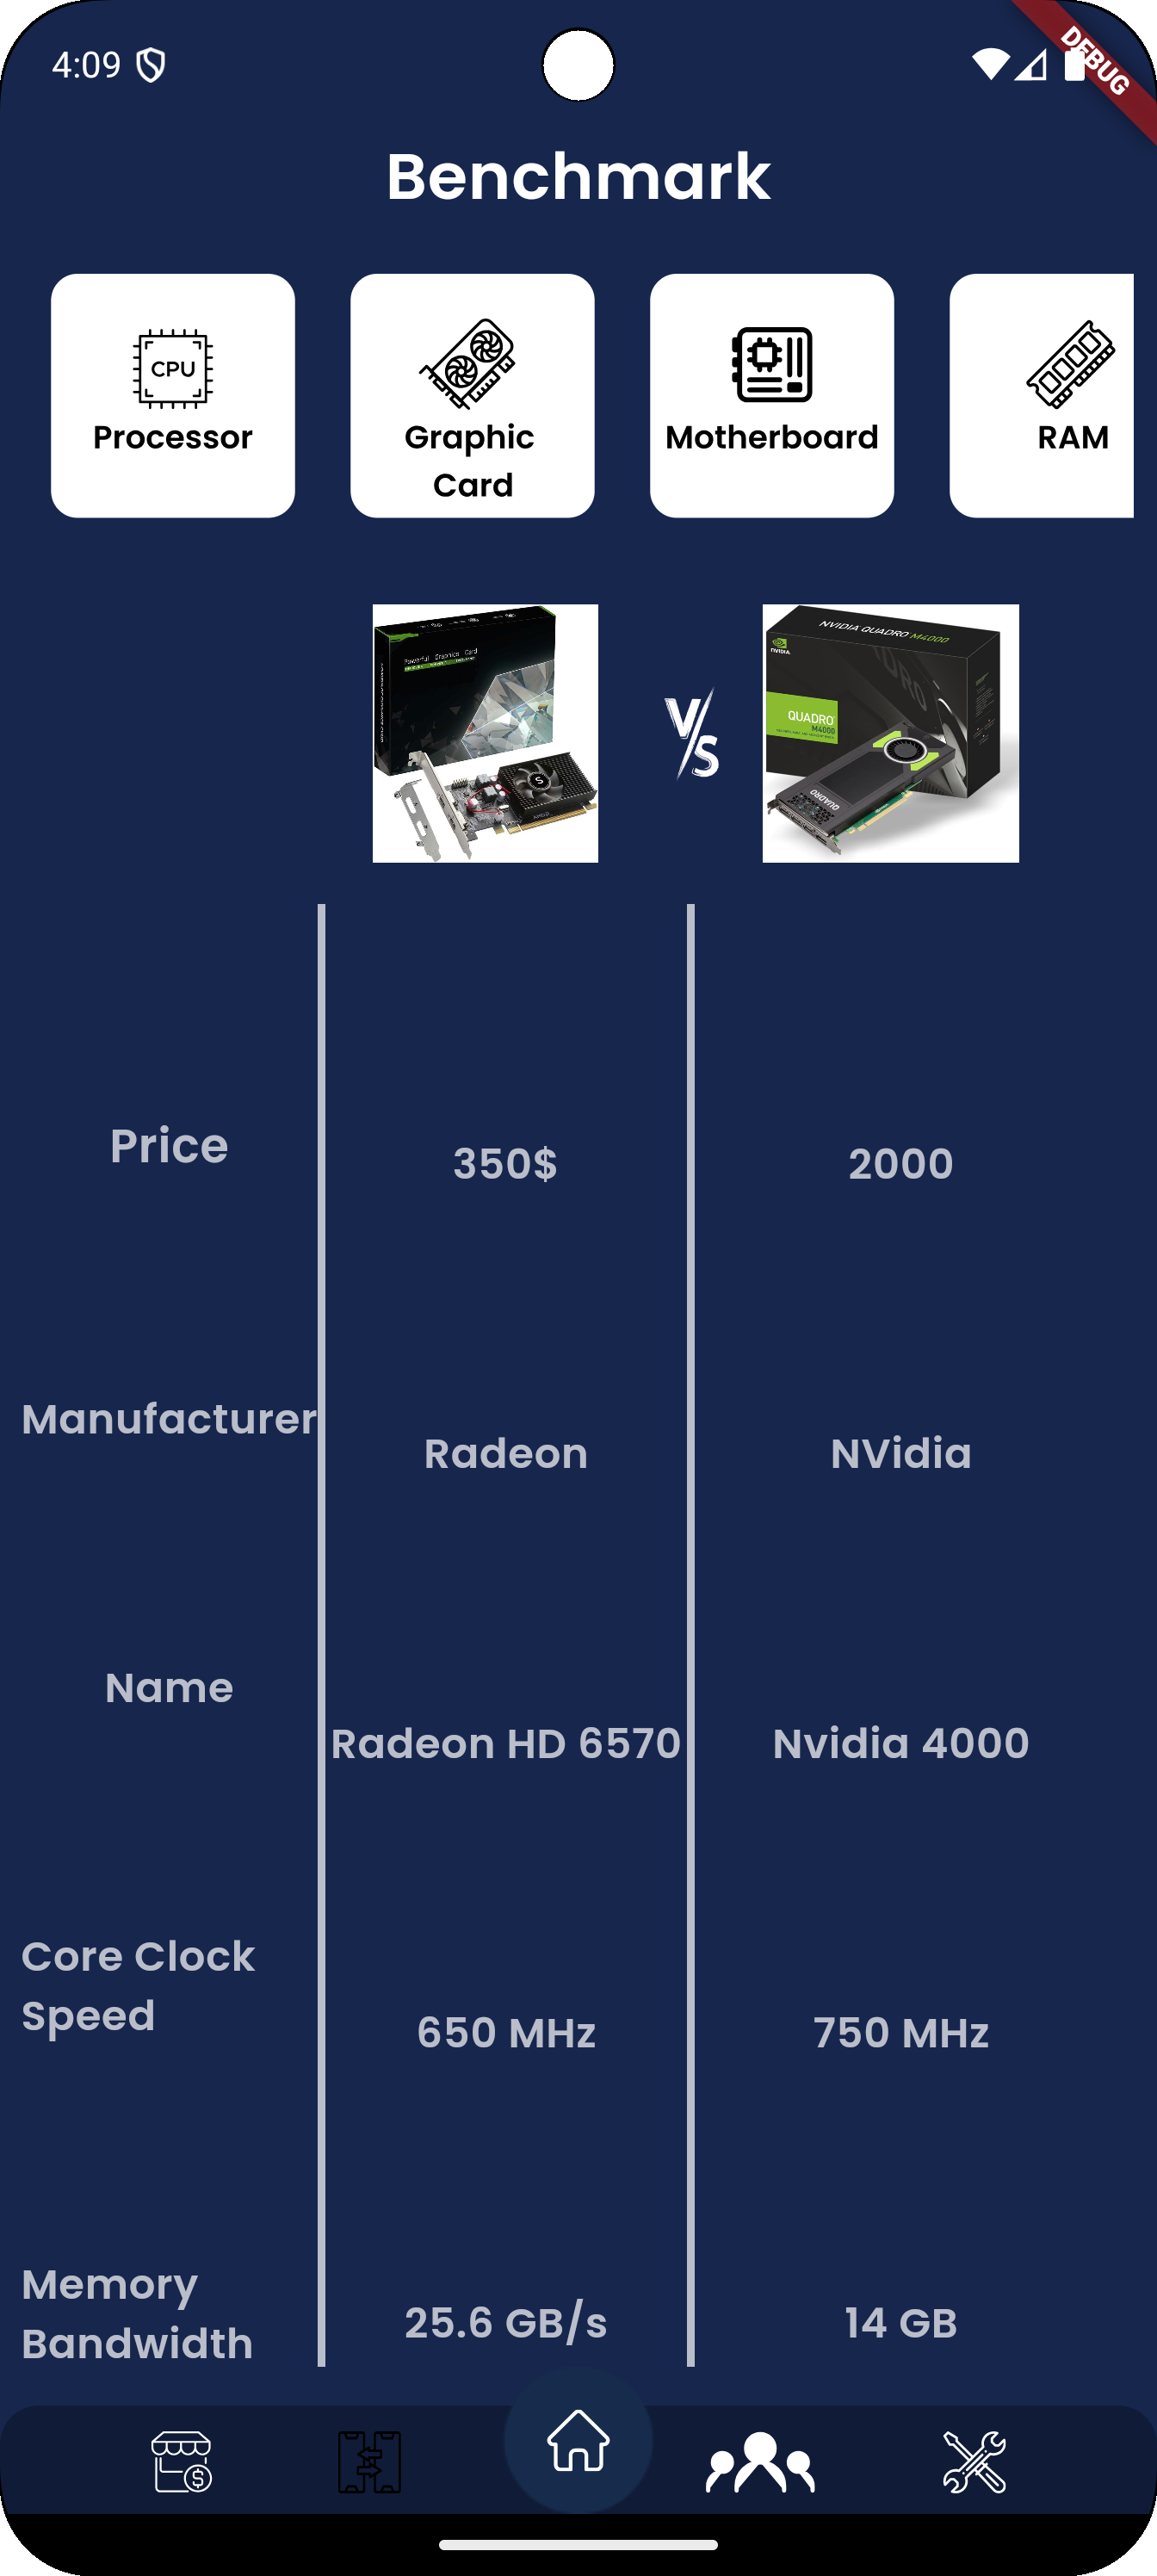 4:09
DEBUG
Benchmark
CPU
Processor
Graphic
Card
Motherboard
RAM
Powerful Graphics Card
VS
NVIDIA QUADRO M4000
NVIDIA
QUADRO
M4000
QUADRO
Price
350$
2000
Manufacturer
Radeon
NVidia
Name
Radeon HD 6570
Nvidia 4000
Core Clock
Speed
650 MHz
750 MHz
Memory
Bandwidth
25.6 GB/s
14 GB